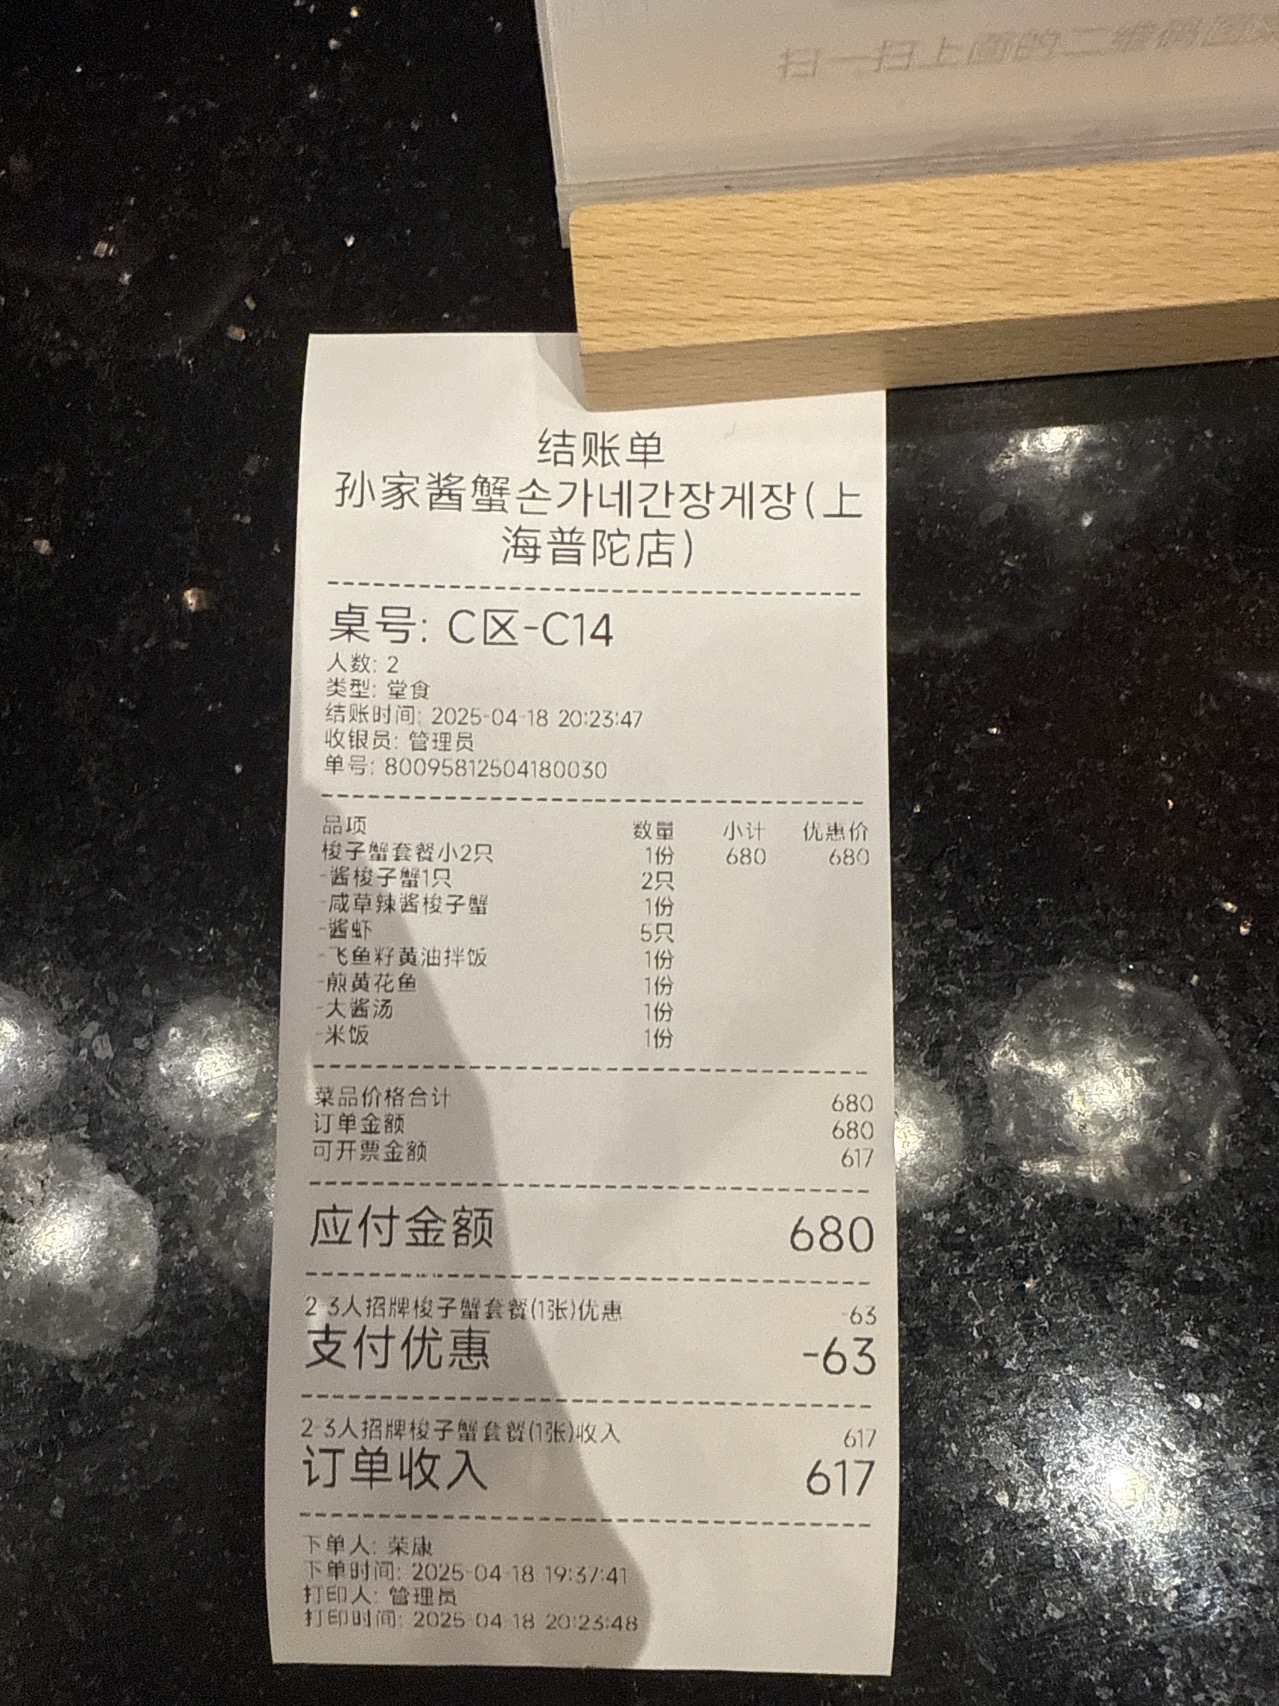 扫一扫上面的二维码图案
结账单
孙家酱蟹손가네간장게장(上
海普陀店)
桌号: C区-C14
人数: 2
类型: 堂食
结账时间: 2025-04-18 20:23:47
收银员: 管理员
单号: 80095812504180030
品项 数量 小计 优惠价
梭子蟹套餐小2只 1份 680 680
-酱梭子蟹1只 2只
-咸草辣酱梭子蟹 1份
-酱虾 5只
-飞鱼籽黄油拌饭 1份
-煎黄花鱼 1份
-大酱汤 1份
-米饭 1份
菜品价格合计 680
订单金额 680
可开票金额 617
应付金额 680
2-3人招牌梭子蟹套餐(1张)优惠 -63
支付优惠 -63
2-3人招牌梭子蟹套餐(1张)收入 617
订单收入 617
下单人: 荣康
下单时间: 2025-04-18 19:37:41
打印人: 管理员
打印时间: 2025-04-18 20:23:48